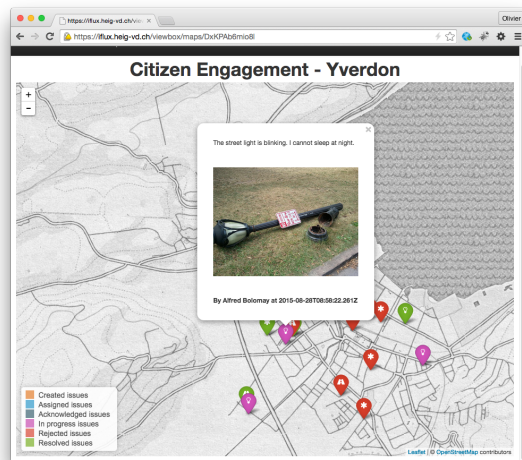 Olivier
https://iflux.heig-vd.ch/vie
https://iflux.heig-vd.ch/viewbox/maps/DxKPAb6mio8i
Citizen Engagement - Yverdon
+
-
The street light is blinking. I cannot sleep at night.
By Alfred Bolomay at 2015-08-28T08:58:22.261Z
Created issues
Assigned issues
Acknowledged issues
In progress issues
Rejected issues
Resolved issues
Leaflet | © OpenStreetMap contributors